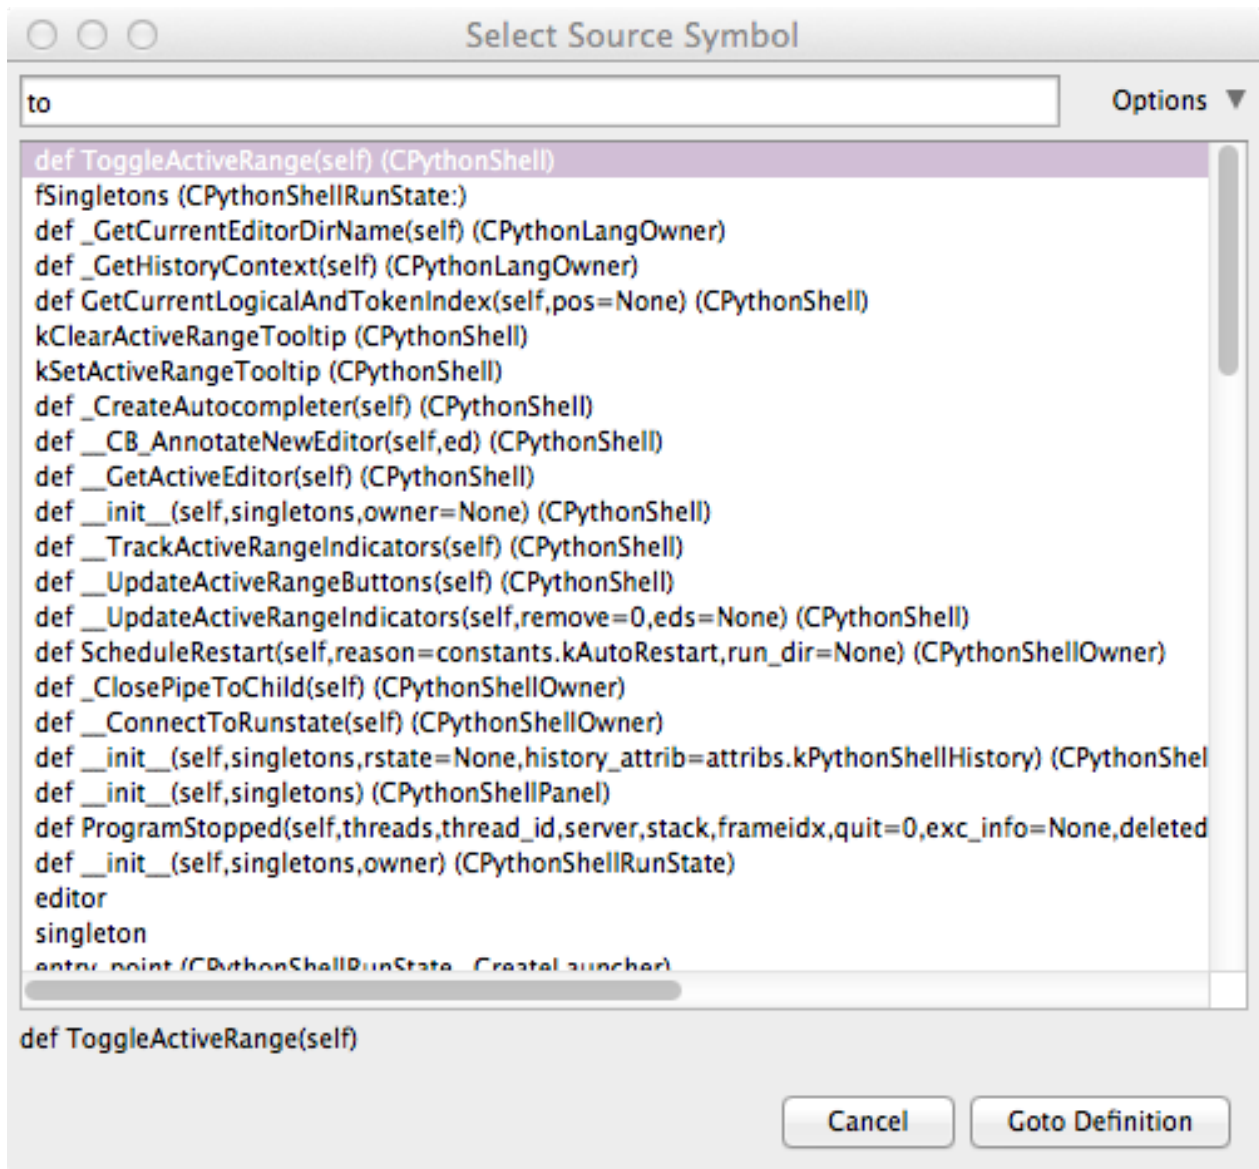 Select Source Symbol
to
Options
def ToggleActiveRange(self) (CPythonShell)
fSingletons (CPythonShellRunState:)
def _GetCurrentEditorDirName(self) (CPythonLangOwner)
def _GetHistoryContext(self) (CPythonLangOwner)
def GetCurrentLogicalAndTokenIndex(self,pos=None) (CPythonShell)
kClearActiveRangeTooltip (CPythonShell)
kSetActiveRangeTooltip (CPythonShell)
def _CreateAutocompleter(self) (CPythonShell)
def __CB_AnnotateNewEditor(self,ed) (CPythonShell)
def __GetActiveEditor(self) (CPythonShell)
def __init__(self,singletons,owner=None) (CPythonShell)
def __TrackActiveRangeIndicators(self) (CPythonShell)
def __UpdateActiveRangeButtons(self) (CPythonShell)
def __UpdateActiveRangeIndicators(self,remove=0,eds=None) (CPythonShell)
def ScheduleRestart(self,reason=constants.kAutoRestart,run_dir=None) (CPythonShellOwner)
def _ClosePipeToChild(self) (CPythonShellOwner)
def __ConnectToRunstate(self) (CPythonShellOwner)
def __init__(self,singletons,rstate=None,history_attrib=attribs.kPythonShellHistory) (CPythonShel
def __init__(self,singletons) (CPythonShellPanel)
def ProgramStopped(self,threads,thread_id,server,stack,frameidx,quit=0,exc_info=None,deleted
def __init__(self,singletons,owner) (CPythonShellRunState)
editor
singleton
entry_point (CPythonShellRunState._CreateLauncher)
def ToggleActiveRange(self)
Cancel
Goto Definition